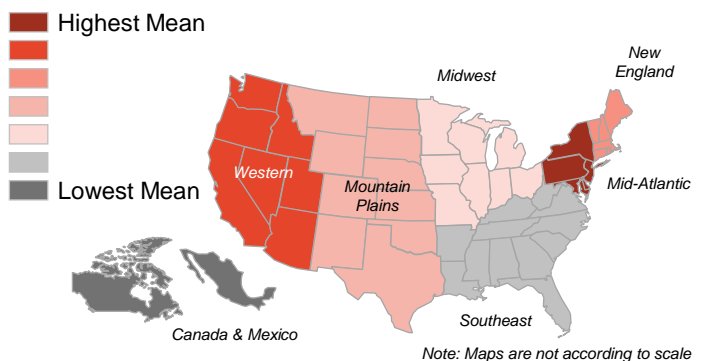 Highest Mean
Lowest Mean
New
England
Midwest
Western
Mountain
Plains
Mid-Atlantic
Southeast
Canada & Mexico
Note: Maps are not according to scale